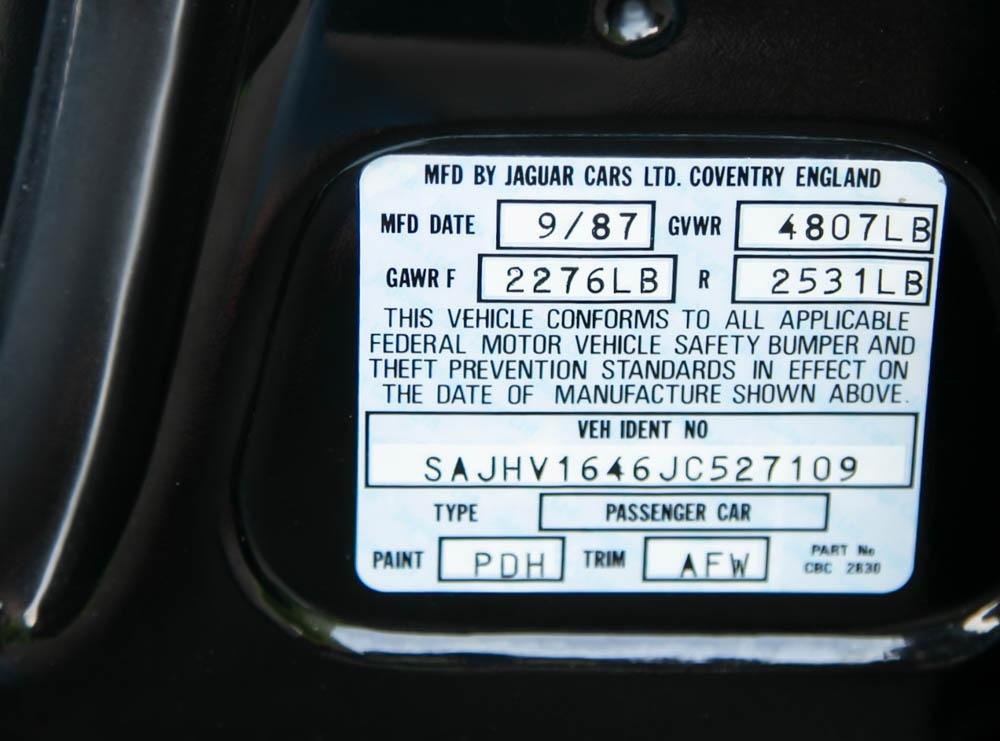 MFD BY JAGUAR CARS LTD. COVENTRY ENGLAND
MFD DATE 9/87 GVWR 4807LB
GAWR F 2276LB R 2531LB
THIS VEHICLE CONFORMS TO ALL APPLICABLE
FEDERAL MOTOR VEHICLE SAFETY BUMPER AND
THEFT PREVENTION STANDARDS IN EFFECT ON
THE DATE OF MANUFACTURE SHOWN ABOVE.
VEH IDENT NO
SAJHV1646JC527109
TYPE PASSENGER CAR
PAINT PDH TRIM AFW PART No
CBC 2830